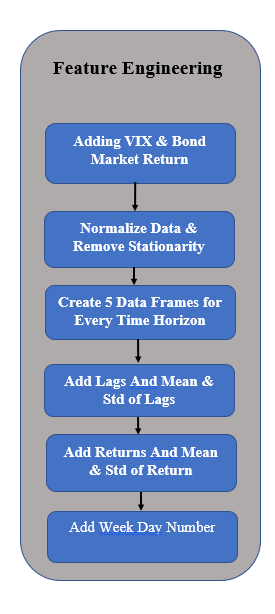 Feature Engineering
Adding VIX & Bond
Market Return
Normalize Data &
Remove Stationarity
Create 5 Data Frames for
Every Time Horizon
Add Lags And Mean &
Std of Lags
Add Returns And Mean
& Std of Return
Add Week Day Number